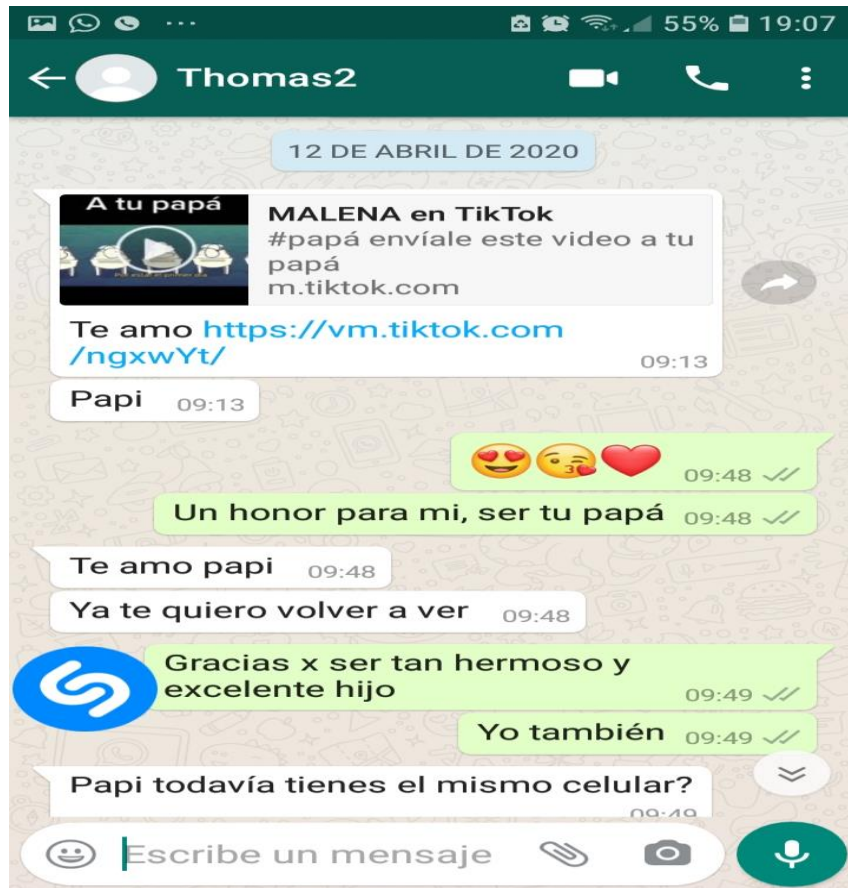 55% 19:07
Thomas2
12 DE ABRIL DE 2020
A tu papá
MALENA en TikTok
#papá envíale este video a tu
papá
m.tiktok.com
Te amo https://vm.tiktok.com
/ngxwYt/
09:13
Papi 09:13
09:48
Un honor para mi, ser tu papá 09:48
Te amo papi 09:48
Ya te quiero volver a ver 09:48
Gracias x ser tan hermoso y
excelente hijo 09:49
Yo también 09:49
Papi todavía tienes el mismo celular?
09:49
Escribe un mensaje